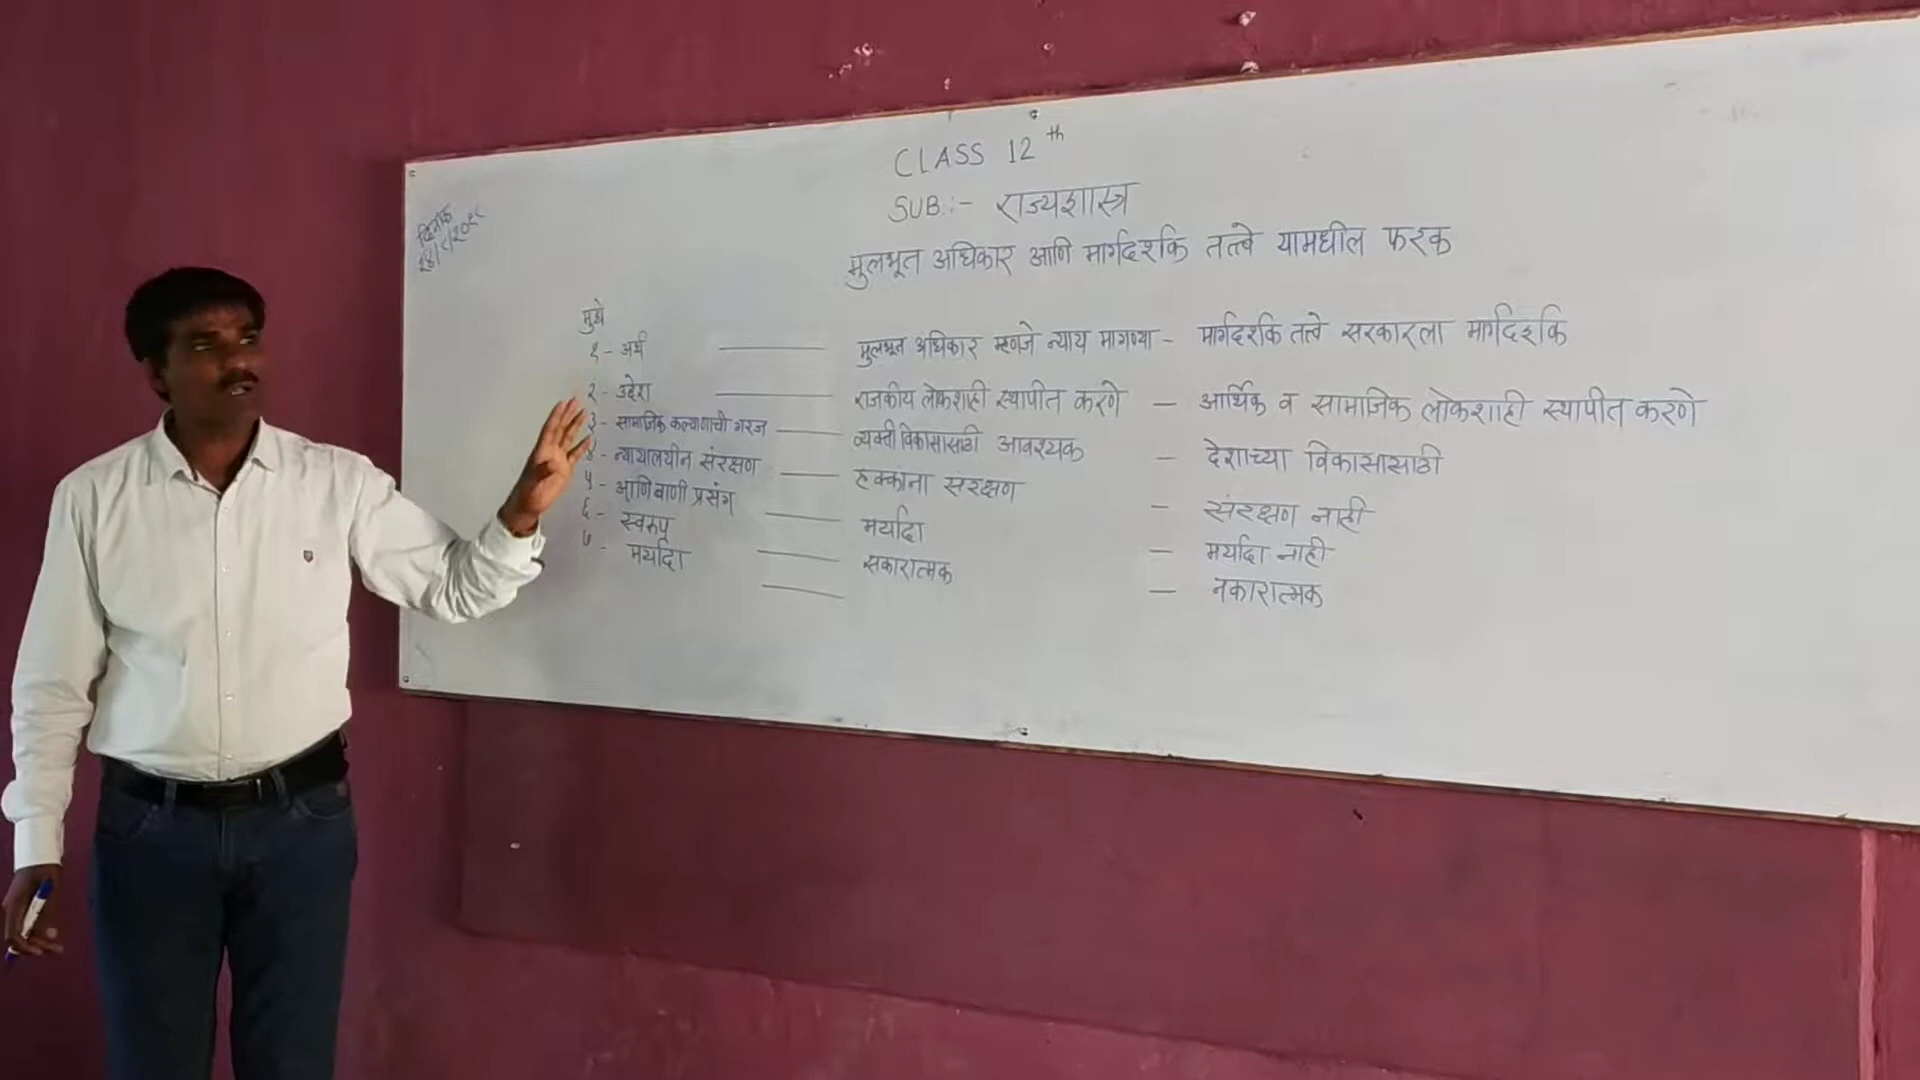 CLASS 12th
SUB:- राज्यशास्त्र
दिनांक
मुलभूत अधिकार आणि मार्गदर्शक तत्त्वे यामधील फरक
मुद्दे
१- अर्थ — मुलभूत अधिकार म्हणजे न्याय मागण्या - मार्गदर्शक तत्त्वे सरकारला मार्गदर्शक
२- उद्देश — राजकीय लोकशाही स्थापीत करणे — आर्थिक व सामाजिक लोकशाही स्थापीत करणे
३- सामाजिक कल्याणाची गरज — व्यक्ती विकासासाठी आवश्यक — देशाच्या विकासासाठी
४- न्यायालयीन संरक्षण — हक्कांना संरक्षण — संरक्षण नाही
५- आणिबाणी प्रसंग — मर्यादा — मर्यादा नाही
६- स्वरूप — सकारात्मक — नकारात्मक
७- मर्यादा —